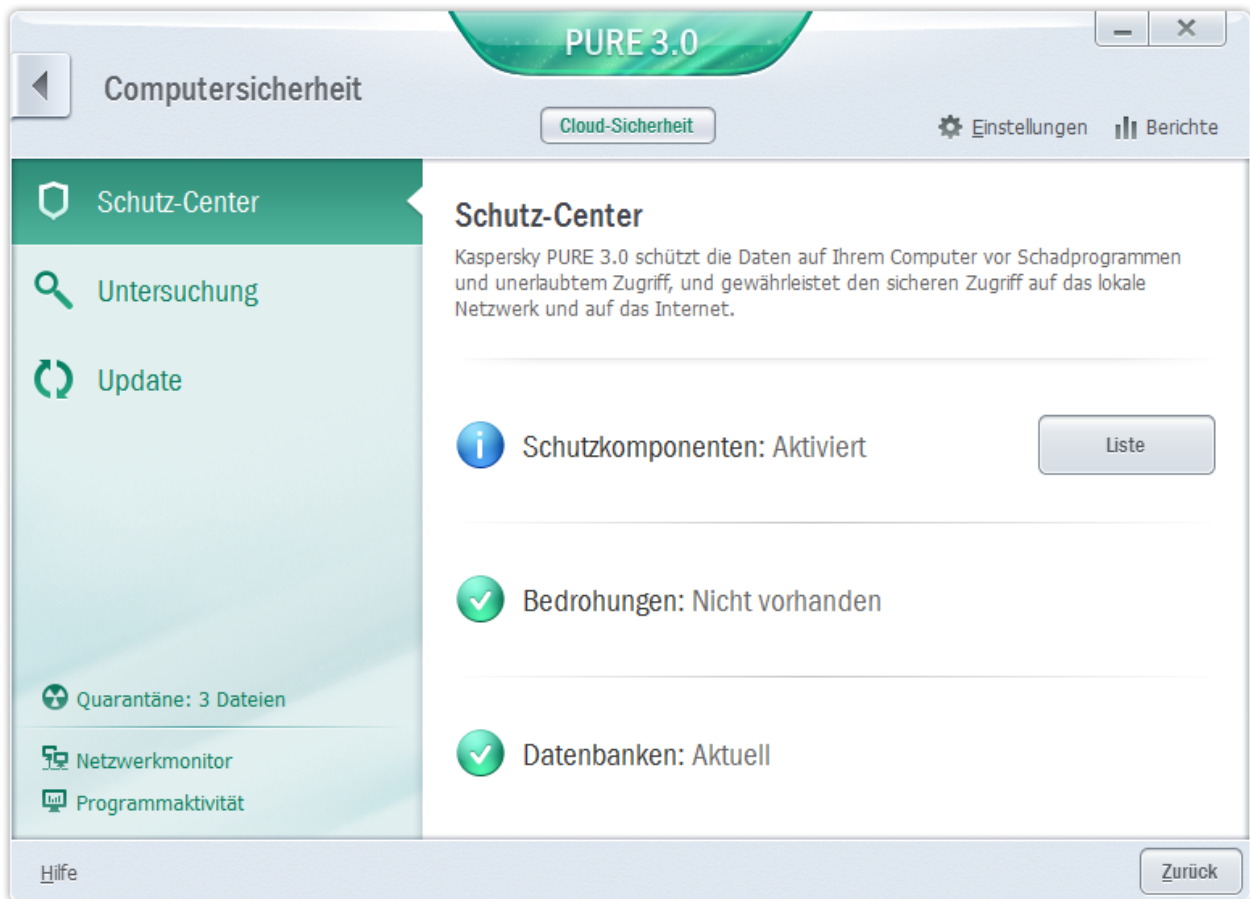 PURE 3.0
Computersicherheit
Cloud-Sicherheit
Einstellungen
Berichte
Schutz-Center
Untersuchung
Update
Quarantäne: 3 Dateien
Netzwerkmonitor
Programmaktivität
Schutz-Center
Kaspersky PURE 3.0 schützt die Daten auf Ihrem Computer vor Schadprogrammen
und unerlaubtem Zugriff, und gewährleistet den sicheren Zugriff auf das lokale
Netzwerk und auf das Internet.
Schutzkomponenten: Aktiviert
Liste
Bedrohungen: Nicht vorhanden
Datenbanken: Aktuell
Hilfe
Zurück